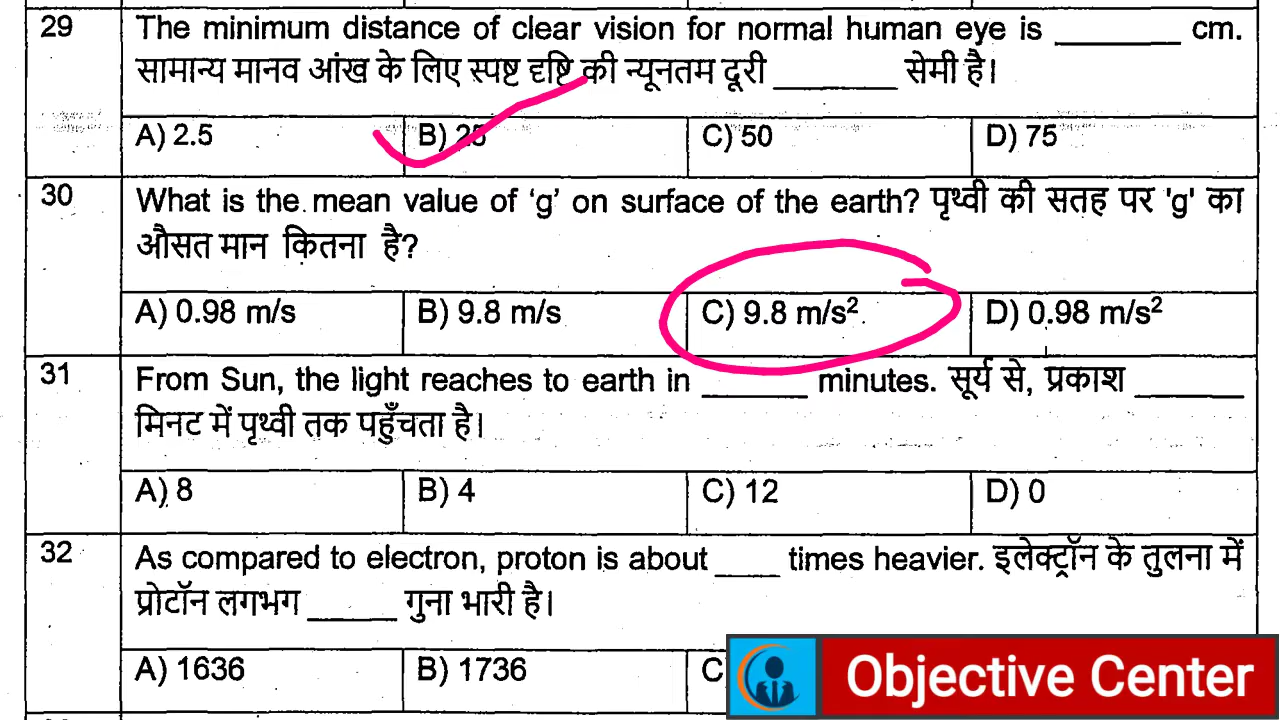 29
The minimum distance of clear vision for normal human eye is ________ cm.
सामान्य मानव आंख के लिए स्पष्ट दृष्टि की न्यूनतम दूरी ________ सेमी है।
A) 2.5 B) 25 C) 50 D) 75
30
What is the mean value of ‘g’ on surface of the earth? पृथ्वी की सतह पर 'g' का
औसत मान कितना है?
A) 0.98 m/s B) 9.8 m/s C) 9.8 m/s² D) 0.98 m/s²
31
From Sun, the light reaches to earth in _______ minutes. सूर्य से, प्रकाश _______
मिनट में पृथ्वी तक पहुँचता है।
A) 8 B) 4 C) 12 D) 0
32
As compared to electron, proton is about ____ times heavier. इलेक्ट्रॉन के तुलना में
प्रोटॉन लगभग ______ गुना भारी है।
A) 1636 B) 1736 C
Objective Center